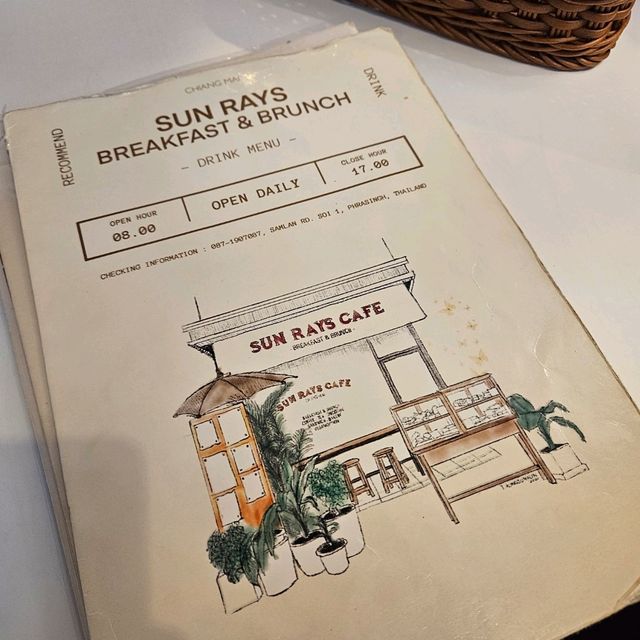 CHIANG MAI
SUN RAYS
BREAKFAST & BRUNCH
RECOMMEND
DRINK
- DRINK MENU -
OPEN HOUR
08.00
OPEN DAILY
CLOSE HOUR
17.00
CHECKING INFORMATION : 087-1907087, SAMLAN RD. SOI 1, PHRASINGH, THAILAND
SUN RAYS CAFE
- BREAKFAST & BRUNCH -
SUN RAYS CAFE